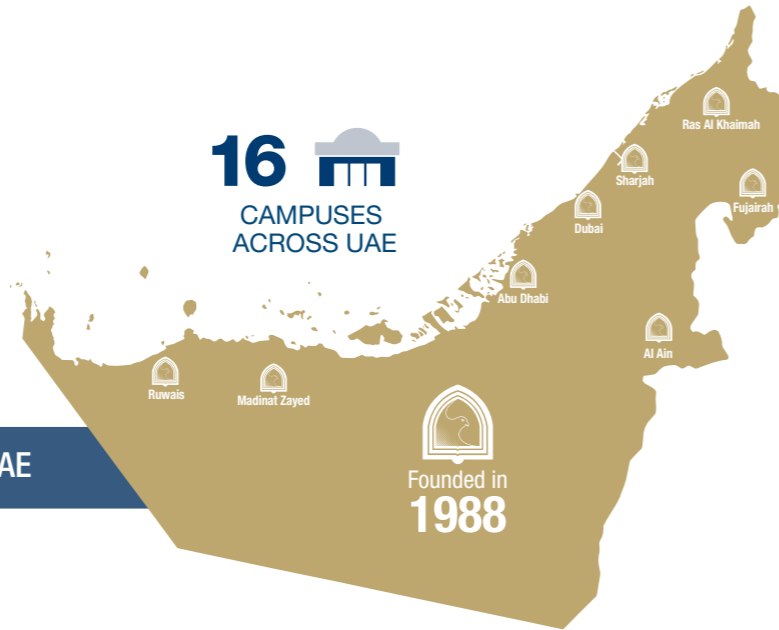 16
CAMPUSES
ACROSS UAE
Ras Al Khaimah
Sharjah
Fujairah
Dubai
Abu Dhabi
Al Ain
Ruwais
Madinat Zayed
AE
Founded in
1988